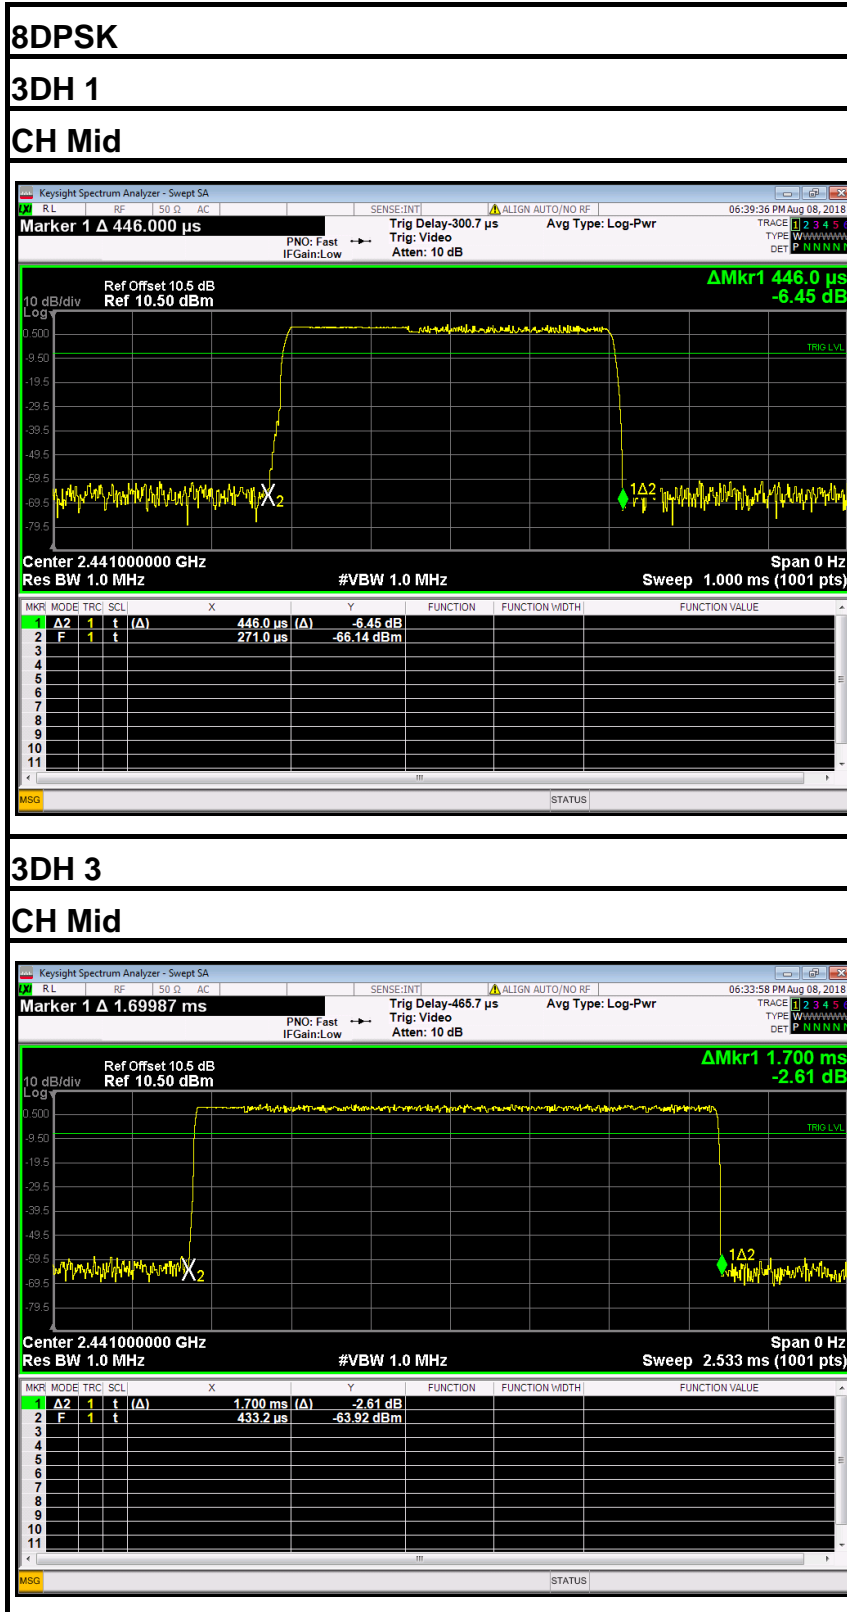 8DPSK
3DH 1
CH Mid
Keysight Spectrum Analyzer - Swept SA
LXI RL RF 50 Ω AC SENSE:INT ALIGN AUTO/NO RF 06:39:36 PM Aug 08, 2018
Marker 1 Δ 446.000 µs
PNO: Fast
IFGain:Low
Trig Delay-300.7 µs
Trig: Video
Atten: 10 dB
Avg Type: Log-Pwr
TRACE 1 2 3 4 5 6
TYPE W
DET P N N N N N
ΔMkr1 446.0 µs
-6.45 dB
Ref Offset 10.5 dB
10 dB/div Ref 10.50 dBm
Log
0.500
-9.50
-19.5
-29.5
-39.5
-49.5
-59.5
-69.5
-79.5
TRIG LVL
X2
1Δ2
Center 2.441000000 GHz Span 0 Hz
Res BW 1.0 MHz #VBW 1.0 MHz Sweep 1.000 ms (1001 pts)
MKR MODE TRC SCL X Y FUNCTION FUNCTION WIDTH FUNCTION VALUE
1 Δ2 1 t (Δ) 446.0 µs (Δ) -6.45 dB
2 F 1 t 271.0 µs -66.14 dBm
3
4
5
6
7
8
9
10
11
MSG STATUS
3DH 3
CH Mid
Keysight Spectrum Analyzer - Swept SA
LXI RL RF 50 Ω AC SENSE:INT ALIGN AUTO/NO RF 06:33:58 PM Aug 08, 2018
Marker 1 Δ 1.69987 ms
PNO: Fast
IFGain:Low
Trig Delay-465.7 µs
Trig: Video
Atten: 10 dB
Avg Type: Log-Pwr
TRACE 1 2 3 4 5 6
TYPE W
DET P N N N N N
ΔMkr1 1.700 ms
-2.61 dB
Ref Offset 10.5 dB
10 dB/div Ref 10.50 dBm
Log
0.500
-9.50
-19.5
-29.5
-39.5
-49.5
-59.5
-69.5
-79.5
TRIG LVL
X2
1Δ2
Center 2.441000000 GHz Span 0 Hz
Res BW 1.0 MHz #VBW 1.0 MHz Sweep 2.533 ms (1001 pts)
MKR MODE TRC SCL X Y FUNCTION FUNCTION WIDTH FUNCTION VALUE
1 Δ2 1 t (Δ) 1.700 ms (Δ) -2.61 dB
2 F 1 t 433.2 µs -63.92 dBm
3
4
5
6
7
8
9
10
11
MSG STATUS